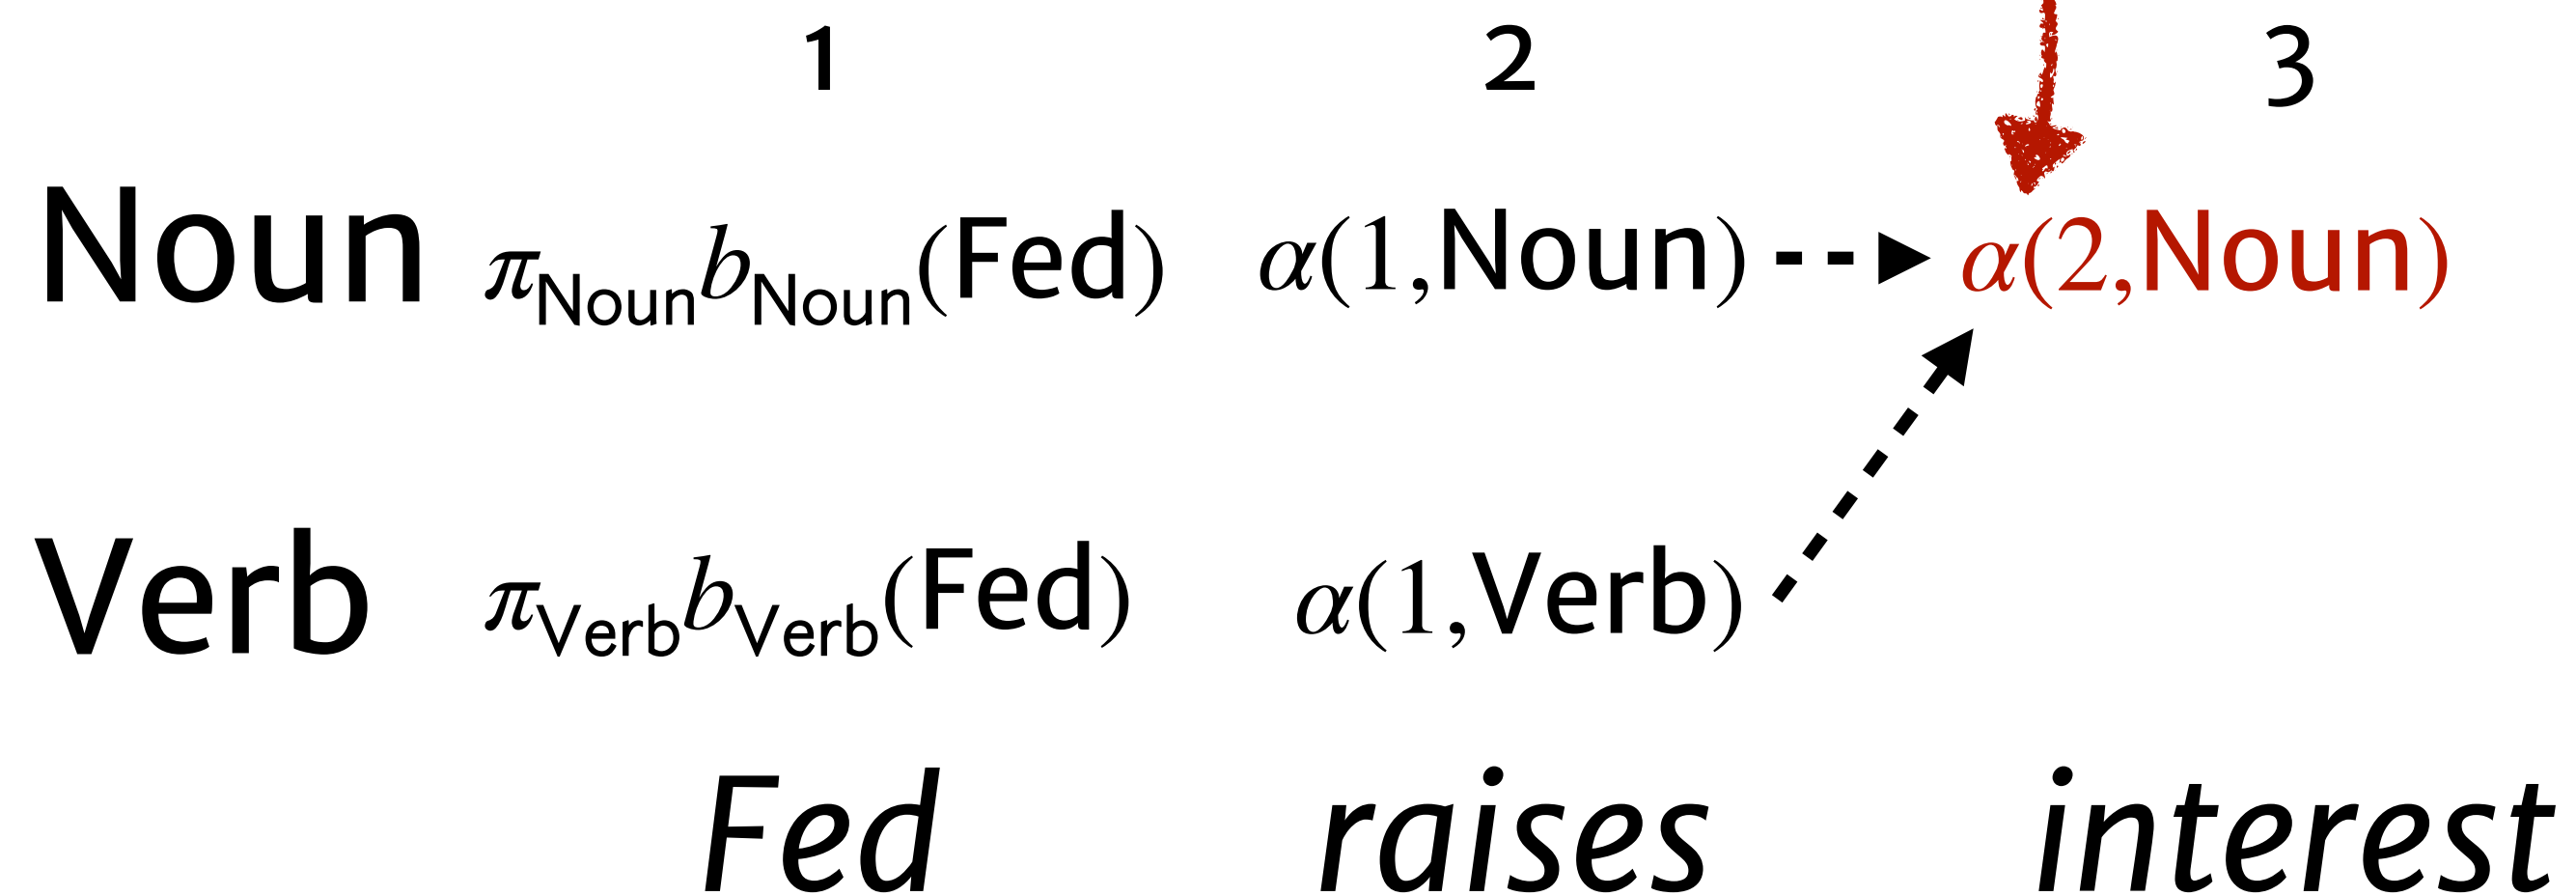 1 2 3
Noun π_Noun b_Noun(Fed) α(1,Noun) α(2,Noun)
Verb π_Verb b_Verb(Fed) α(1,Verb)
Fed raises interest